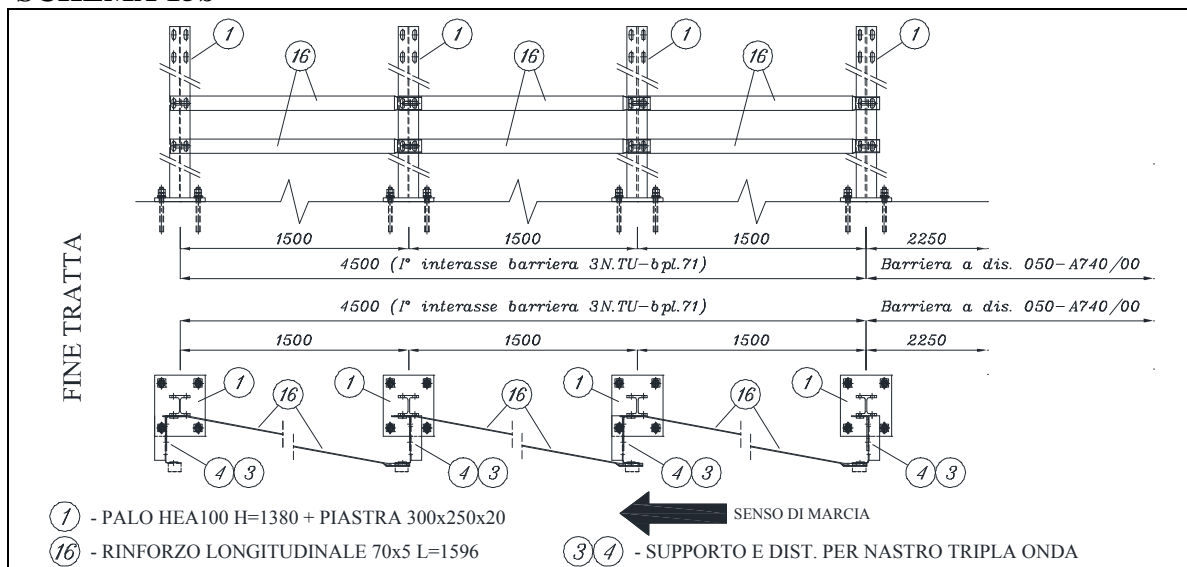 1 1 1 1
16 16 16
1500 1500 1500 2250
4500 (I° interasse barriera 3N.TU-bpl.71) Barriera a dis. 050-A740/00
FINE TRATTA
4500 (I° interasse barriera 3N.TU-bpl.71) Barriera a dis. 050-A740/00
1500 1500 1500 2250
1 1 1 1
16 16 16
4 3 4 3 4 3 4 3
1 - PALO HEA100 H=1380 + PIASTRA 300x250x20
SENSO DI MARCIA
16 - RINFORZO LONGITUDINALE 70x5 L=1596
3 4 - SUPPORTO E DIST. PER NASTRO TRIPLA ONDA